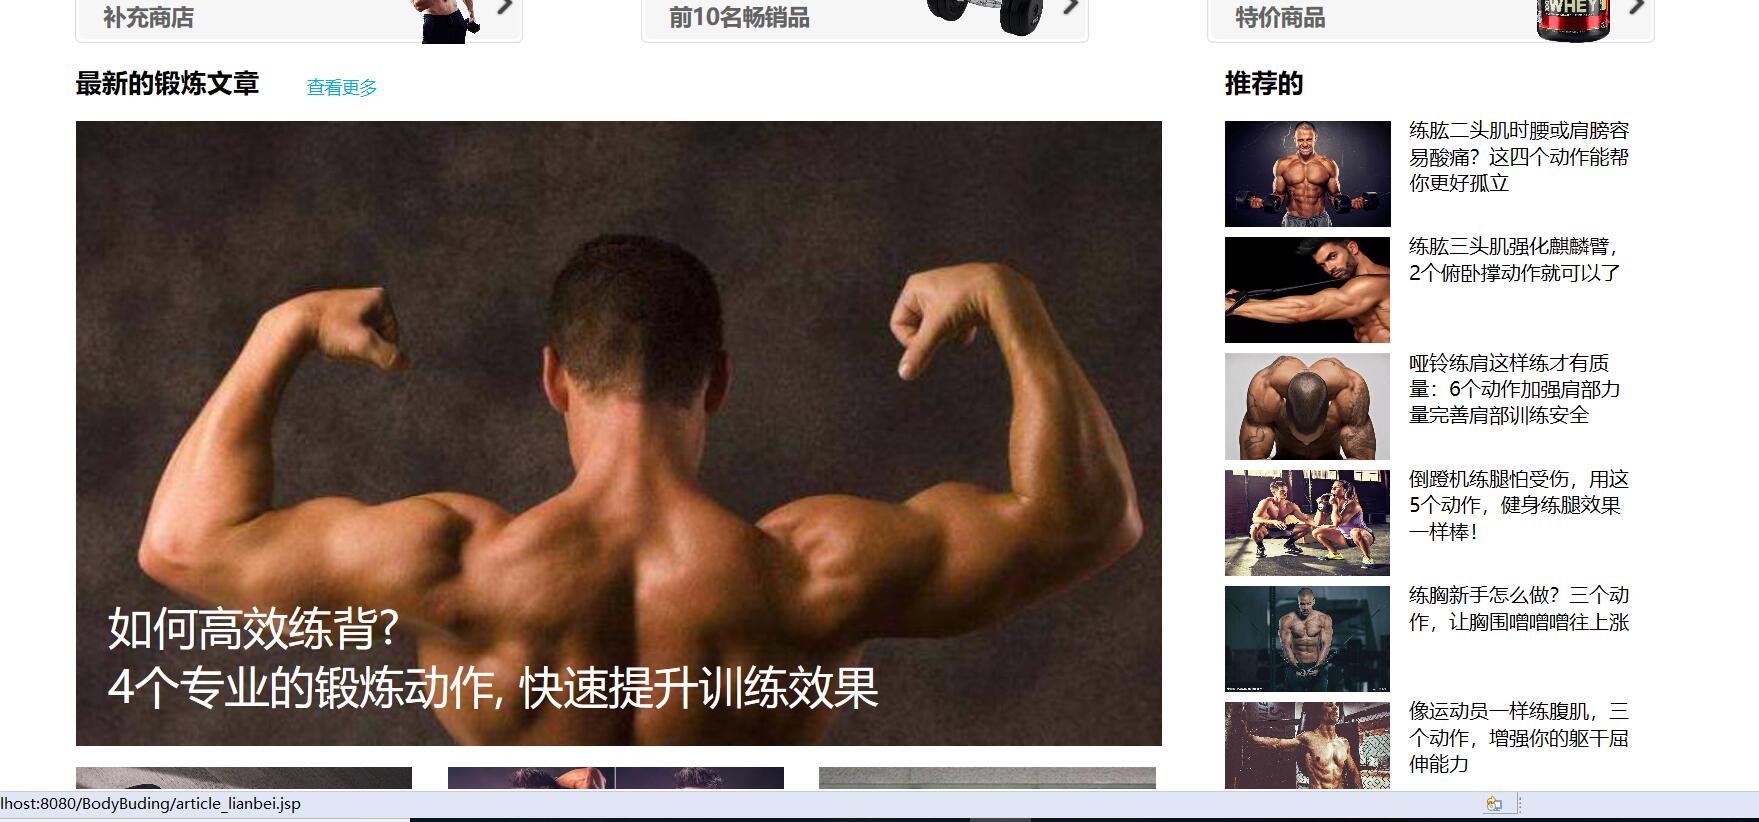 补充商店
前10名畅销品
特价商品
WHEY
最新的锻炼文章
查看更多
推荐的
如何高效练背?
4个专业的锻炼动作, 快速提升训练效果
练肱二头肌时腰或肩膀容
易酸痛？这四个动作能帮
你更好孤立
练肱三头肌强化麒麟臂，
2个俯卧撑动作就可以了
哑铃练肩这样练才有质
量：6个动作加强肩部力
量完善肩部训练安全
倒蹬机练腿怕受伤，用这
5个动作，健身练腿效果
一样棒！
练胸新手怎么做？三个动
作，让胸围噌噌噌往上涨
像运动员一样练腹肌，三
个动作，增强你的躯干屈
伸能力
lhost:8080/BodyBuding/article_lianbei.jsp